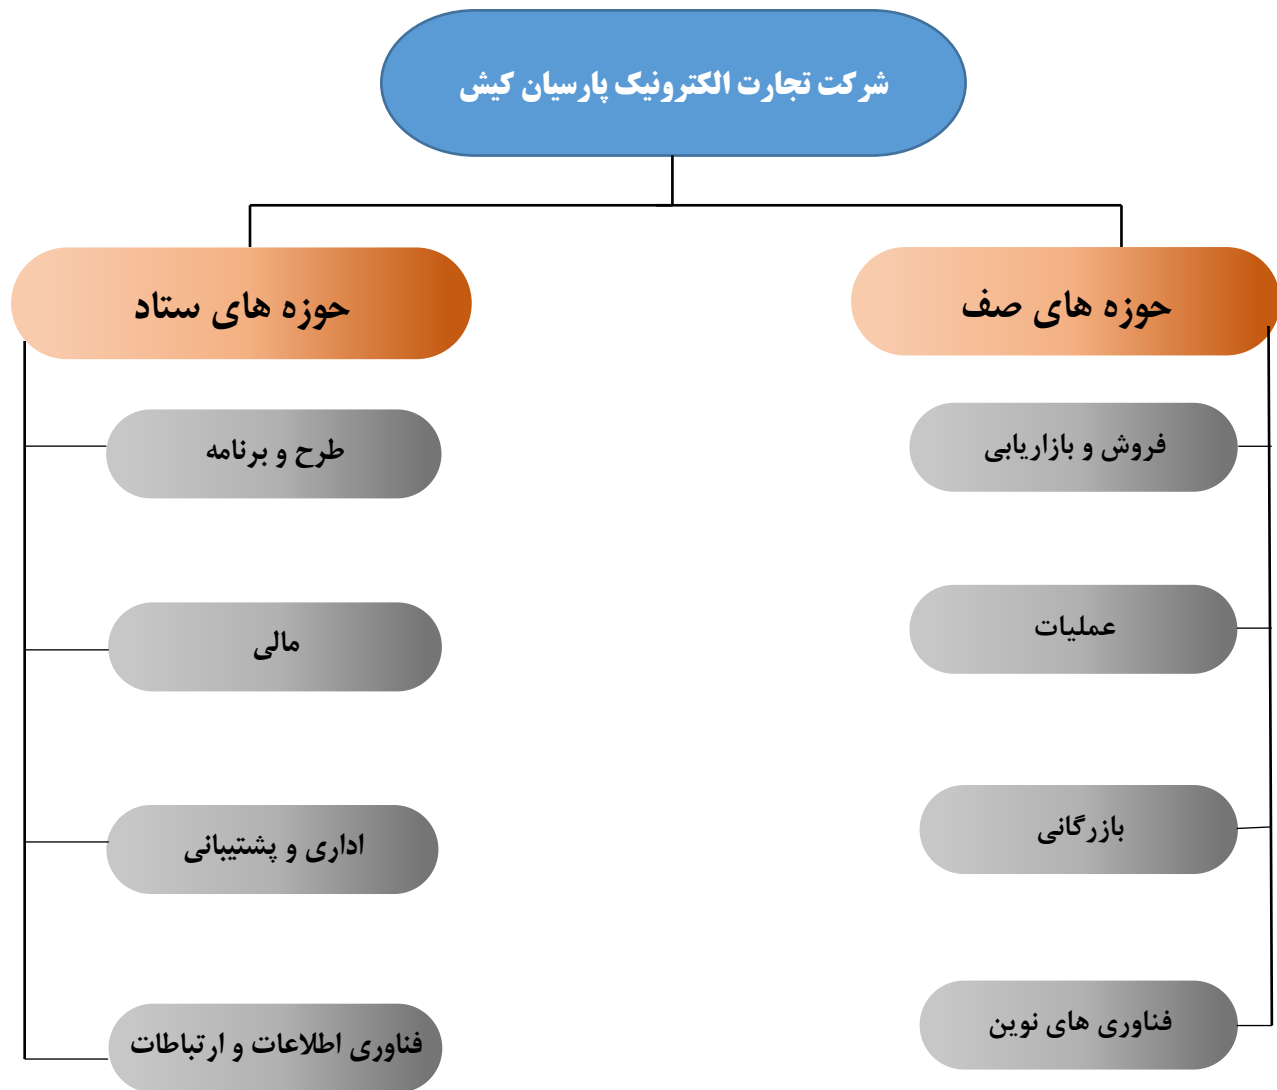 شرکت تجارت الکترونیک پارسیان کیش
حوزه های صف
حوزه های ستاد
فروش و بازاریابی
طرح و برنامه
عملیات
مالی
بازرگانی
اداری و پشتیبانی
فناوری های نوین
فناوری اطلاعات و ارتباطات